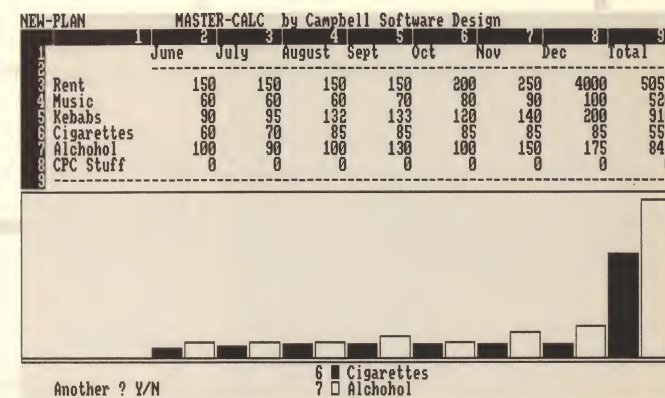 NEW-PLAN MASTER-CALC by Campbell Software Design
1 2 3 4 5 6 7 8 9
1 June July August Sept Oct Nov Dec Total
2 --------------------------------
3 Rent 150 150 150 150 200 250 4000 505
4 Music 60 60 60 70 80 90 100 52
5 Kebabs 90 95 132 133 120 140 200 91
6 Cigarettes 60 70 85 85 85 85 85 55
7 Alchohol 100 90 100 130 100 150 175 84
8 CPC Stuff 0 0 0 0 0 0 0
9 --------------------------------
6 Cigarettes
Another ? Y/N 7 Alchohol